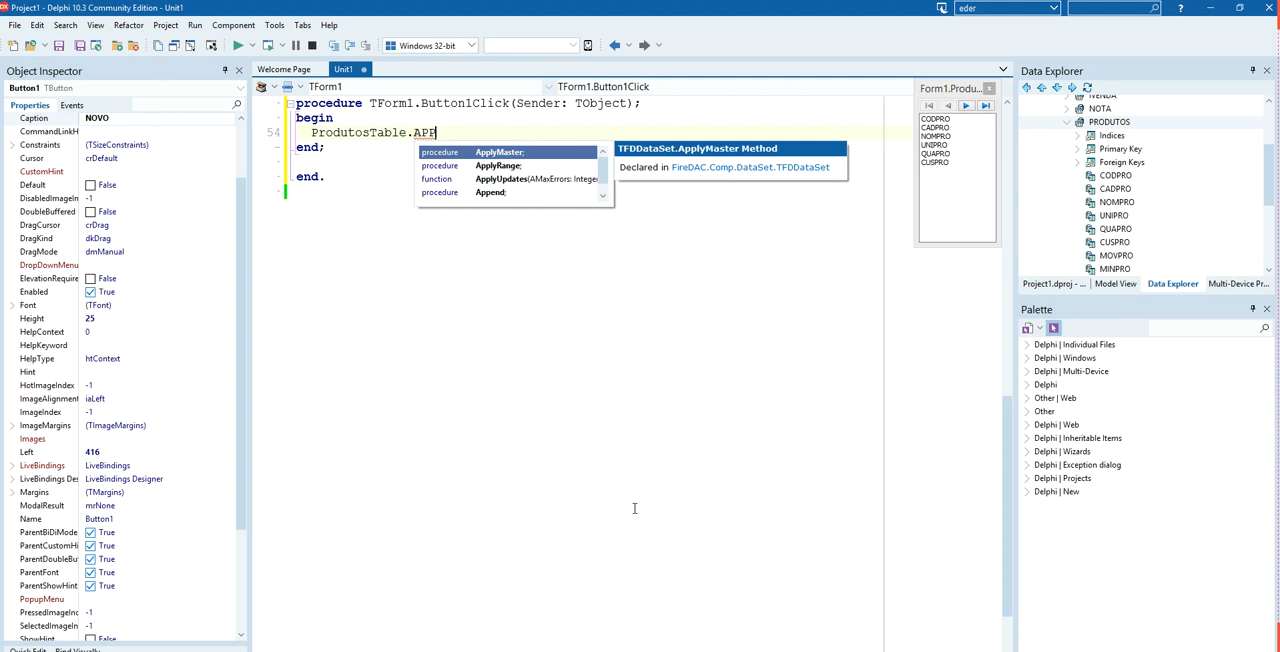 Project1 - Delphi 10.3 Community Edition - Unit1
eder
File Edit Search View Refactor Project Run Component Tools Tabs Help
Windows 32-bit
Object Inspector
Button1 TButton
Properties Events
Caption NOVO
CommandLinkH
Constraints (TSizeConstraints)
Cursor crDefault
CustomHint
Default False
DisabledImageIn -1
DoubleBuffered False
DragCursor crDrag
DragKind dkDrag
DragMode dmManual
DropDownMenu
ElevationRequire False
Enabled True
Font (TFont)
Height 25
HelpContext 0
HelpKeyword
HelpType htContext
Hint
HotImageIndex -1
ImageAlignment iaLeft
ImageIndex -1
ImageMargins (TImageMargins)
Images
Left 416
LiveBindings LiveBindings
LiveBindings Des LiveBindings Designer
Margins (TMargins)
ModalResult mrNone
Name Button1
ParentBiDiMode True
ParentCustomHi True
ParentDoubleBu True
ParentFont True
ParentShowHint True
PopupMenu
PressedImageInd -1
SelectedImageIn -1
ShowHint False
Quick Edit Bind Visually
Welcome Page Unit1
TForm1 TForm1.Button1Click
procedure TForm1.Button1Click(Sender: TObject);
begin
54 ProdutosTable.APP
end;
end.
procedure ApplyMaster;
procedure ApplyRange;
function ApplyUpdates(AMaxErrors: Integer
procedure Append;
TFDDataSet.ApplyMaster Method
Declared in FireDAC.Comp.DataSet.TFDDataSet
Form1.Produ...
CODPRO
CADPRO
NOMPRO
UNIPRO
QUAPRO
CUSPRO
Data Explorer
IVENDA
NOTA
PRODUTOS
Indices
Primary Key
Foreign Keys
CODPRO
CADPRO
NOMPRO
UNIPRO
QUAPRO
CUSPRO
MOVPRO
MINPRO
Project1.dproj - ... Model View Data Explorer Multi-Device Pr...
Palette
Delphi | Individual Files
Delphi | Windows
Delphi | Multi-Device
Delphi
Other | Web
Other
Delphi | Web
Delphi | Inheritable Items
Delphi | Wizards
Delphi | Exception dialog
Delphi | Projects
Delphi | New